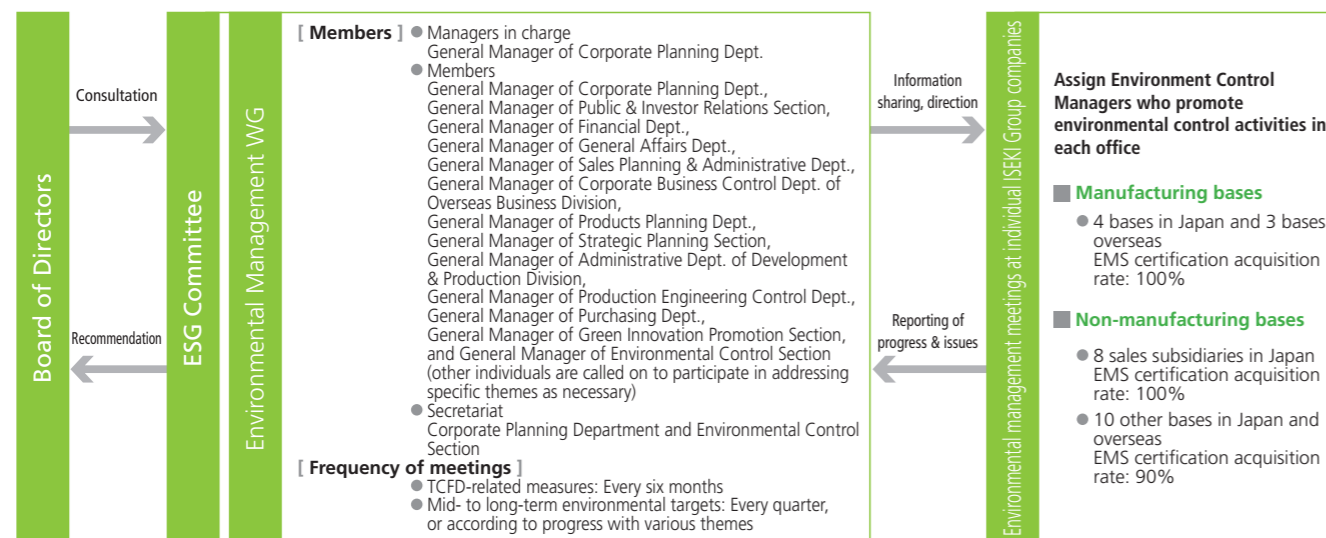 Board of Directors
Consultation
Recommendation
ESG Committee
Environmental Management WG
[ Members ] ● Managers in charge
General Manager of Corporate Planning Dept.
● Members
General Manager of Corporate Planning Dept.,
General Manager of Public & Investor Relations Section,
General Manager of Financial Dept.,
General Manager of General Affairs Dept.,
General Manager of Sales Planning & Administrative Dept.,
General Manager of Corporate Business Control Dept. of
Overseas Business Division,
General Manager of Products Planning Dept.,
General Manager of Strategic Planning Section,
General Manager of Administrative Dept. of Development
& Production Division,
General Manager of Production Engineering Control Dept.,
General Manager of Purchasing Dept.,
General Manager of Green Innovation Promotion Section,
and General Manager of Environmental Control Section
(other individuals are called on to participate in addressing
specific themes as necessary)
● Secretariat
Corporate Planning Department and Environmental Control
Section
[ Frequency of meetings ]
● TCFD-related measures: Every six months
● Mid- to long-term environmental targets: Every quarter,
or according to progress with various themes
Information
sharing, direction
Reporting of
progress & issues
Environmental management meetings at individual ISEKI Group companies
Assign Environment Control
Managers who promote
environmental control activities in
each office
■ Manufacturing bases
● 4 bases in Japan and 3 bases
overseas
EMS certification acquisition
rate: 100%
■ Non-manufacturing bases
● 8 sales subsidiaries in Japan
EMS certification acquisition
rate: 100%
● 10 other bases in Japan and
overseas
EMS certification acquisition
rate: 90%